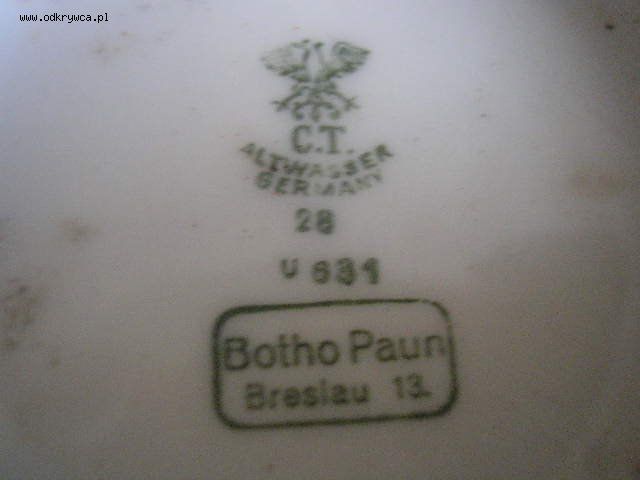 www.odkrywca.pl
C.T.
ALTWASSER
GERMANY
28
U 631
Botho Paun
Breslau 13.